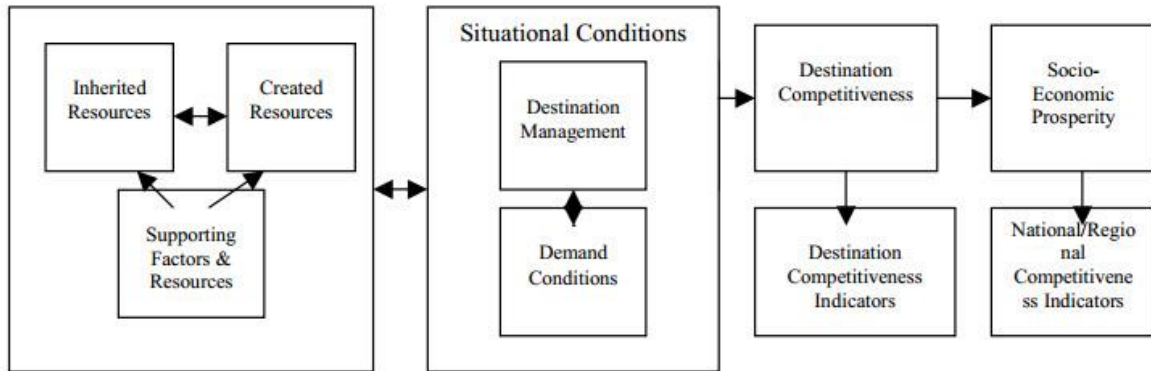 Inherited
Resources
Created
Resources
Supporting
Factors &
Resources
Situational Conditions
Destination
Management
Demand
Conditions
Destination
Competitiveness
Destination
Competitiveness
Indicators
Socio-
Economic
Prosperity
National/Regio
nal
Competitivene
ss Indicators